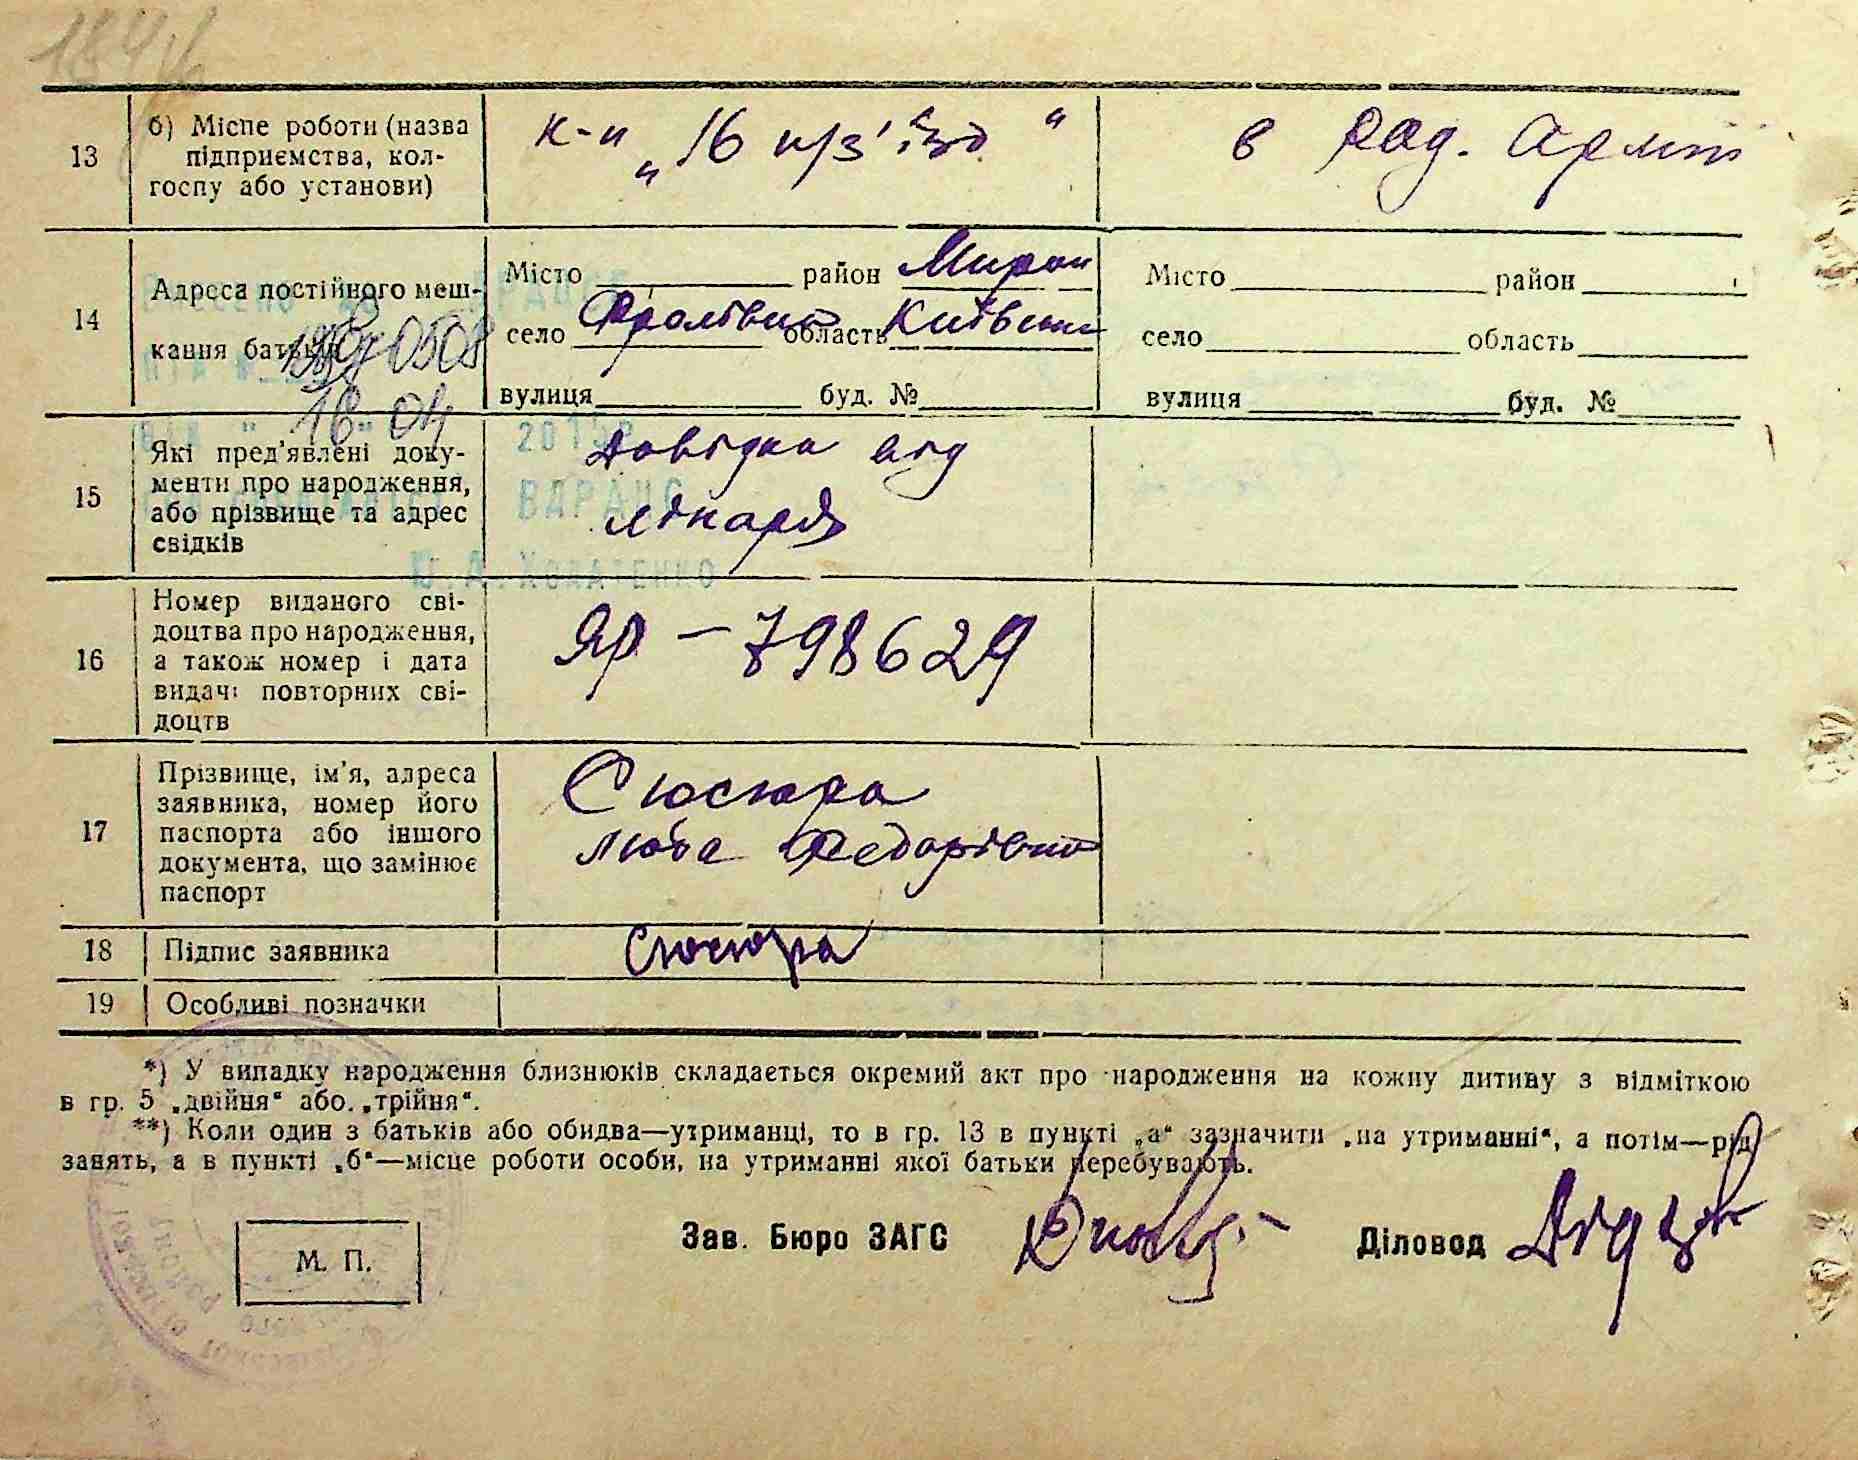 13
б) Місце роботи (назва
підприємства, кол-
госпу або установи)
к-п „16 п/з'їзд“
в Рад. Армії
14
Адреса постійного меш-
кання батьків
Місто район Мирон
село Фролівка область Київська
вулиця буд. №
Місто район
село область
вулиця буд. №
0508
18 04
2015
15
Які пред'явлені доку-
менти про народження,
або прізвище та адрес
свідків
Довідка від
лікаря
ВДРАЦС
16
Номер виданого сві-
доцтва про народження,
а також номер і дата
видачі повторних сві-
доцтв
ЯР – 798629
17
Прізвище, ім'я, адреса
заявника, номер його
паспорта або іншого
документа, що замінює
паспорт
Сюсюра
Люба Федорівна
18
Підпис заявника
Сюсюра
19
Особливі позначки
*) У випадку народження близнюків складається окремий акт про народження на кожну дитину з відміткою
в гр. 5 „двійня“ або „трійня“.
**) Коли один з батьків або обидва—утриманці, то в гр. 13 в пункті „а“ зазначити „на утриманні“, а потім—рід
занять, а в пункті „б“—місце роботи особи, на утриманні якої батьки перебувають.
М. П.
Зав. Бюро ЗАГС
Діловод